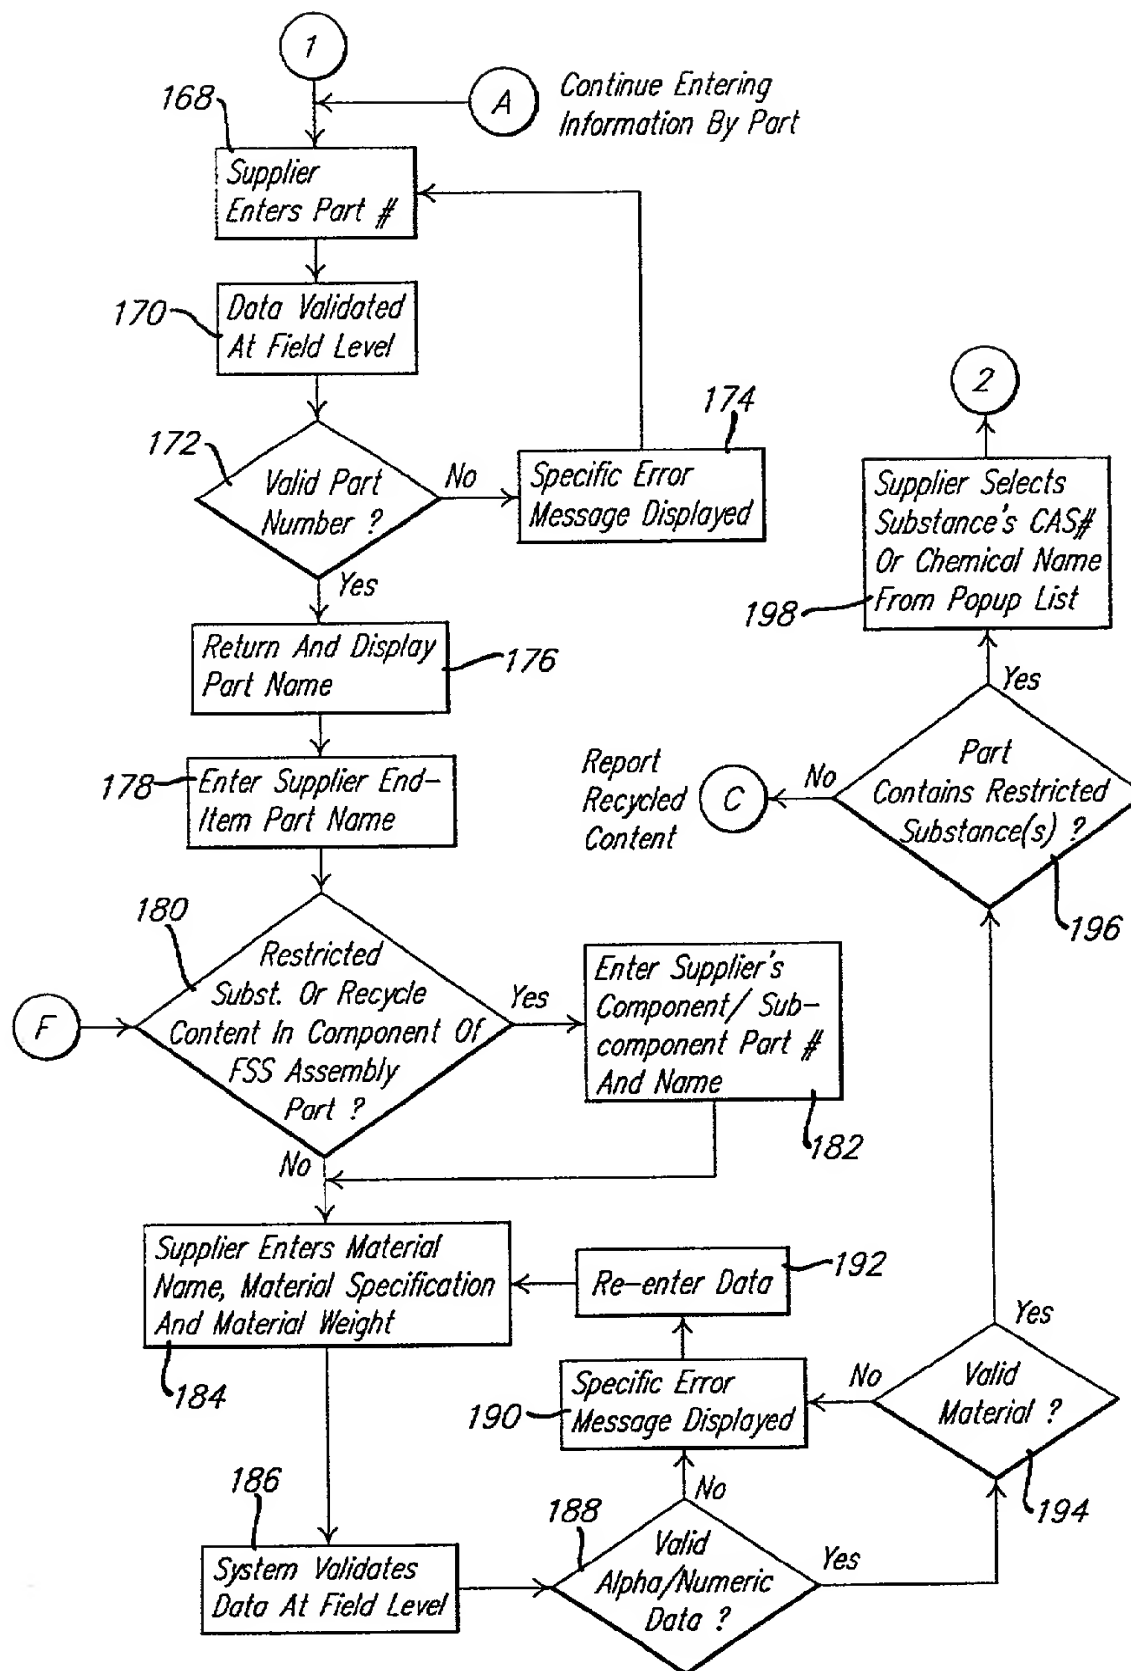 1
A
Continue Entering
Information By Part
168
Supplier
Enters Part #
170
Data Validated
At Field Level
172
Valid Part
Number ?
No
Yes
174
Specific Error
Message Displayed
Return And Display
Part Name
176
178
Enter Supplier End-
Item Part Name
180
Restricted
Subst. Or Recycle
Content In Component Of
FSS Assembly
Part ?
F
Yes
No
Enter Supplier's
Component/ Sub-
component Part #
And Name
182
Supplier Enters Material
Name, Material Specification
And Material Weight
184
186
System Validates
Data At Field Level
188
Valid
Alpha/Numeric
Data ?
No
Yes
190
Specific Error
Message Displayed
Re-enter Data
192
Valid
Material ?
No
Yes
194
Part
Contains Restricted
Substance(s) ?
196
No
Yes
C
Report
Recycled
Content
Supplier Selects
Substance's CAS#
Or Chemical Name
From Popup List
198
2